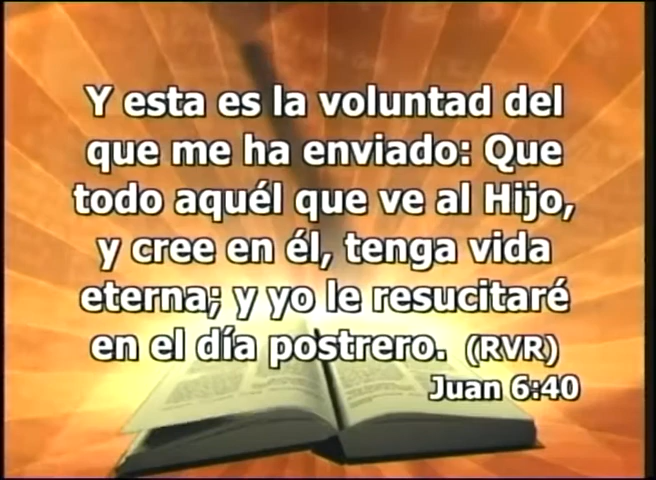 Y esta es la voluntad del
que me ha enviado: Que
todo aquél que ve al Hijo,
y cree en él, tenga vida
eterna; y yo le resucitaré
en el día postrero. (RVR)
Juan 6:40